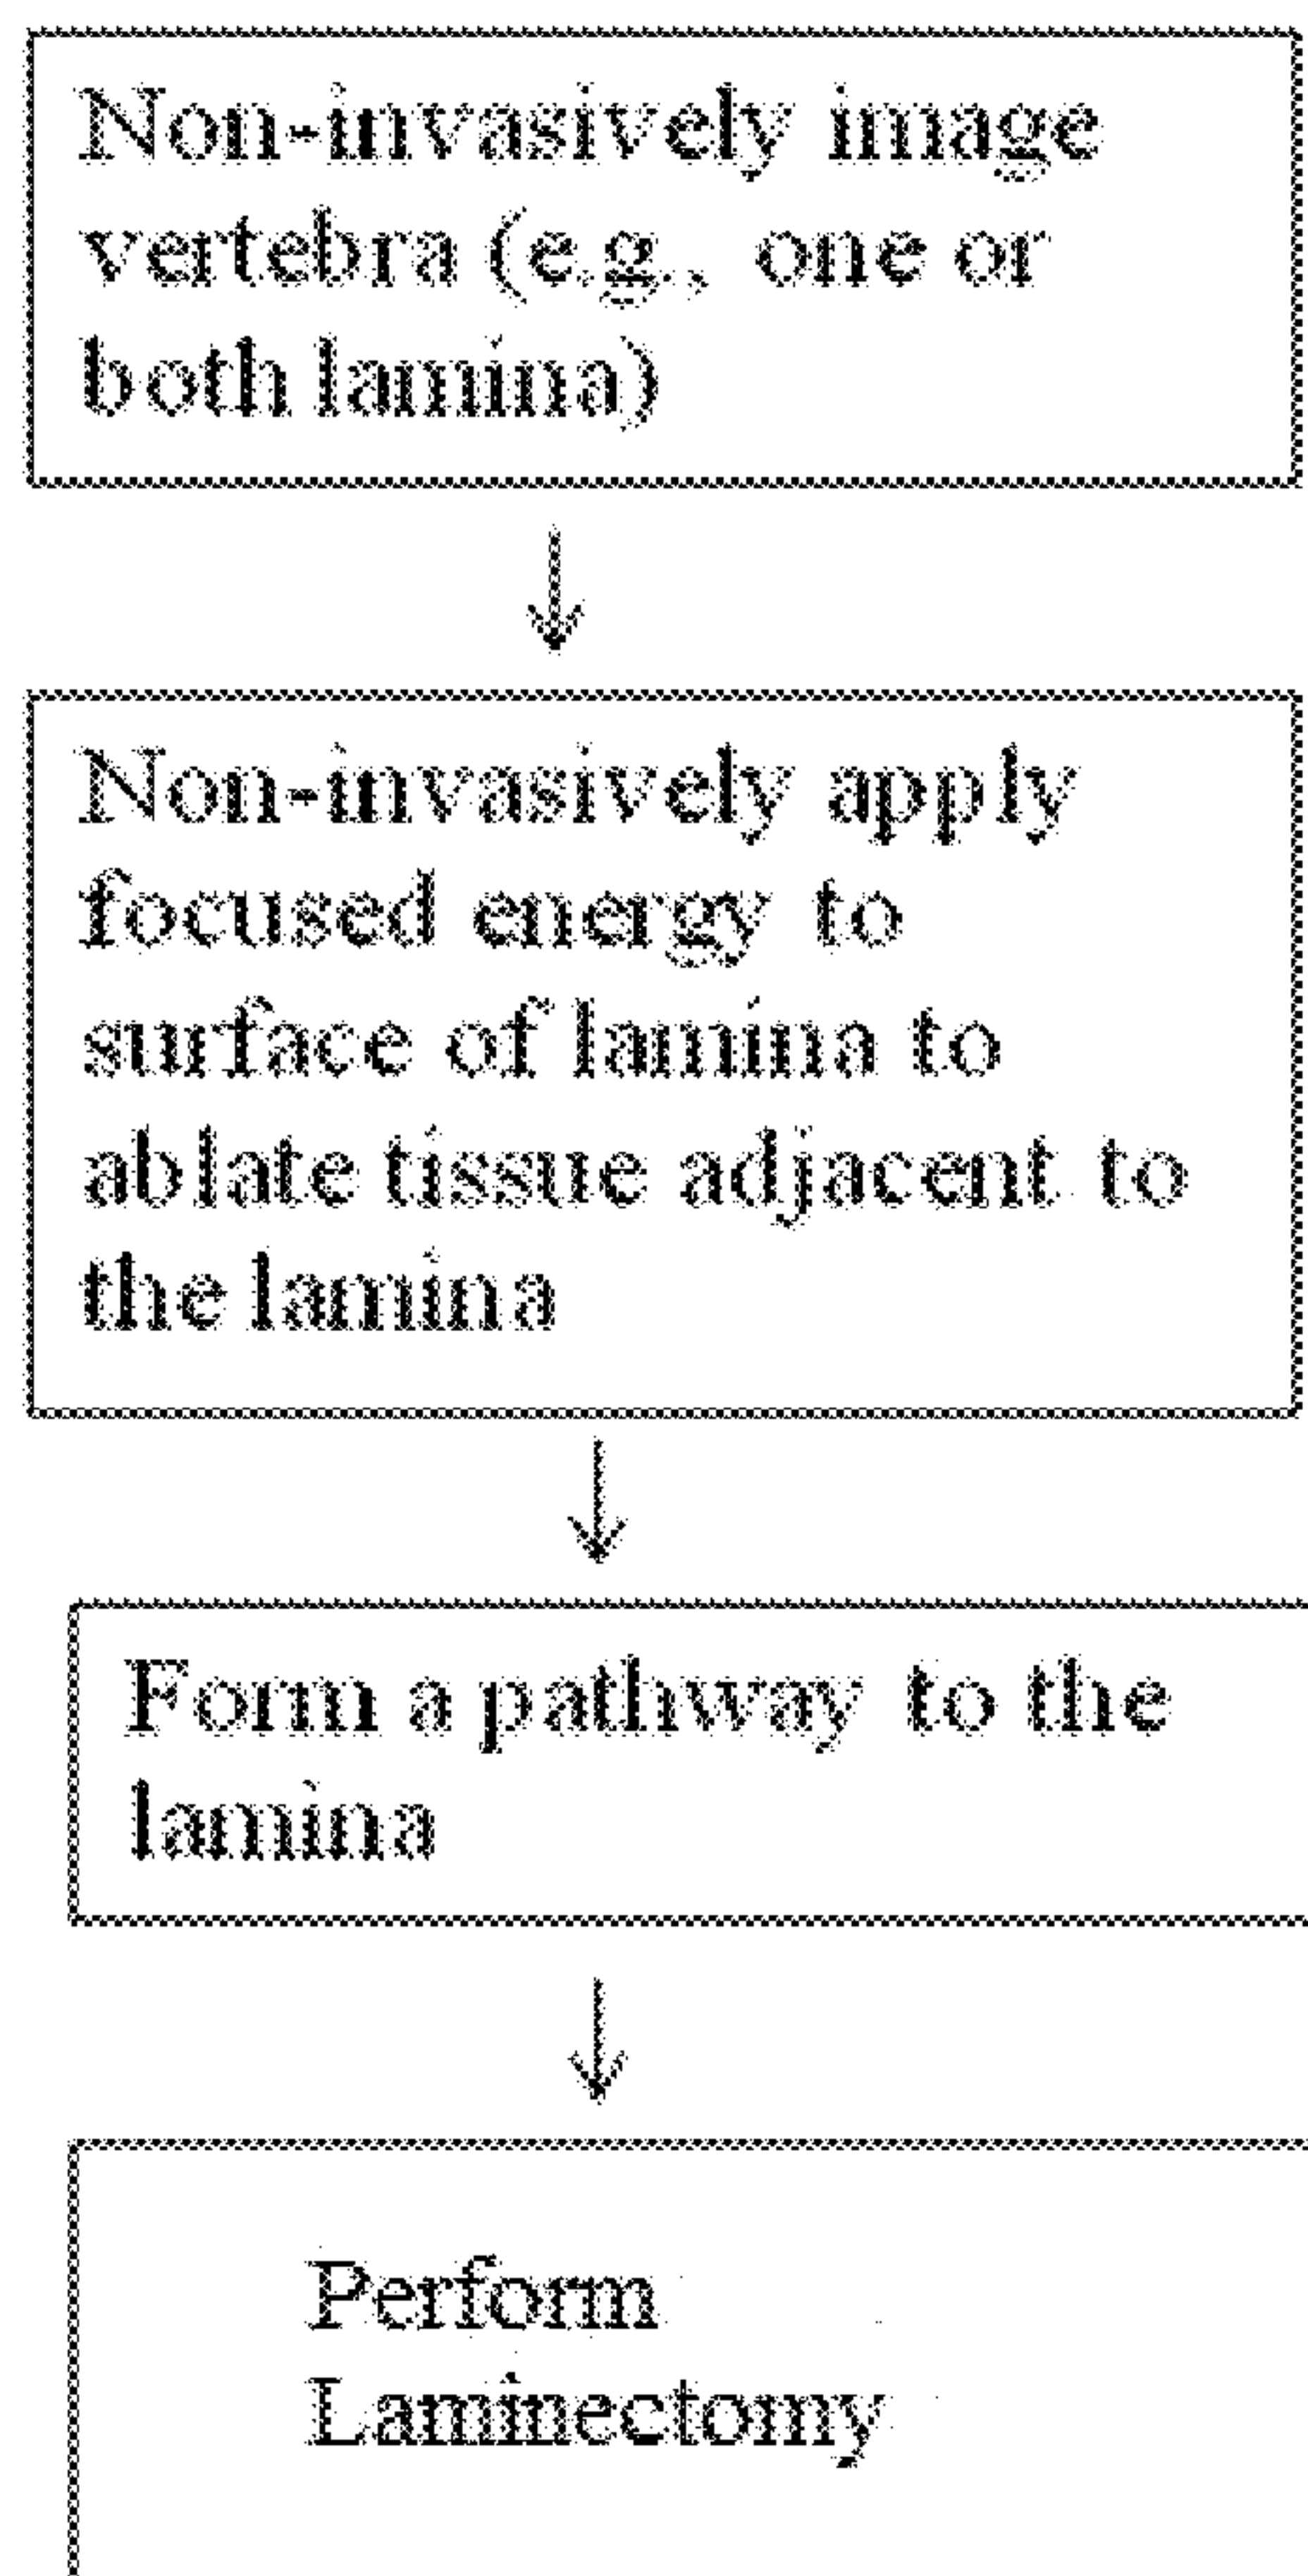 Non-invasively image
vertebra (e.g., one or
both lamina)
Non-invasively apply
focused energy to
surface of lamina to
ablate tissue adjacent to
the lamina
Form a pathway to the
lamina
Perform
Laminectomy